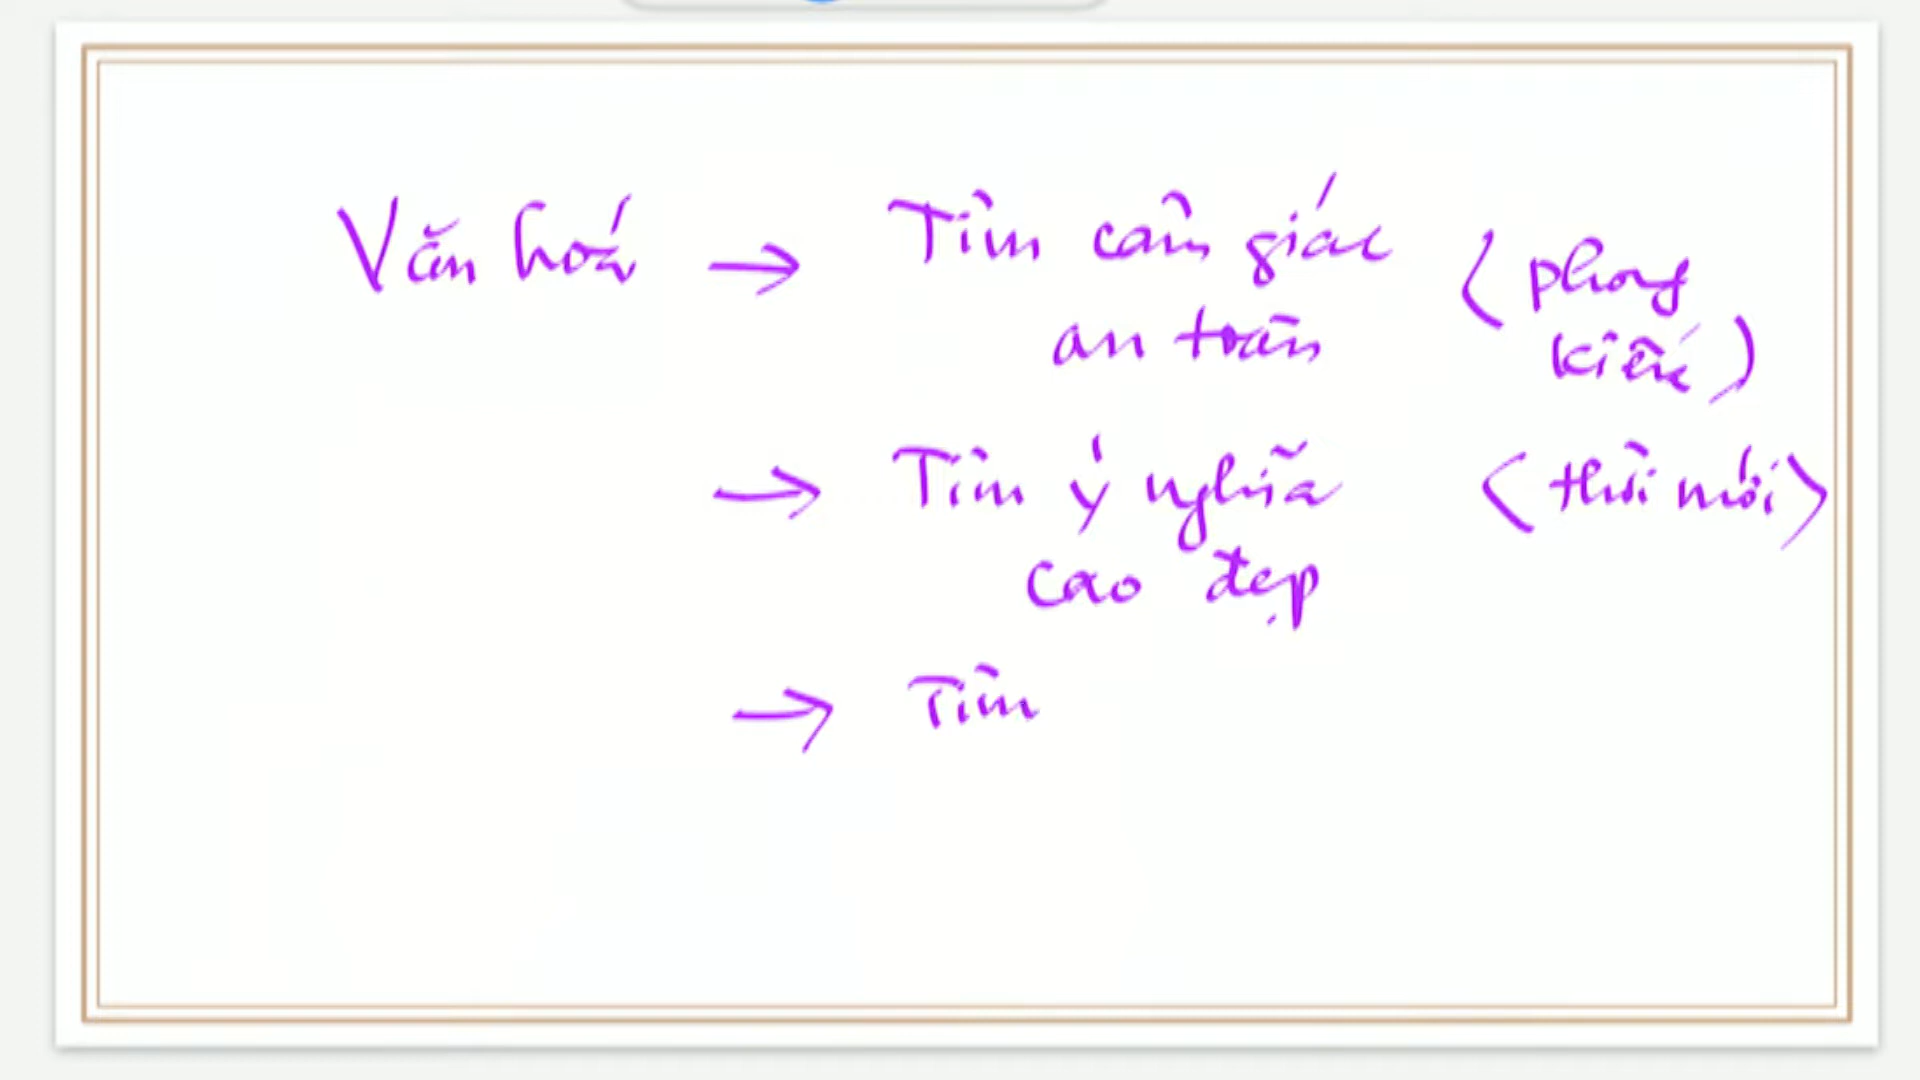 Văn hoá → Tìm cảm giác (phong
an toàn kiến)
→ Tìm ý nghĩa (thời mới)
cao đẹp
→ Tìm